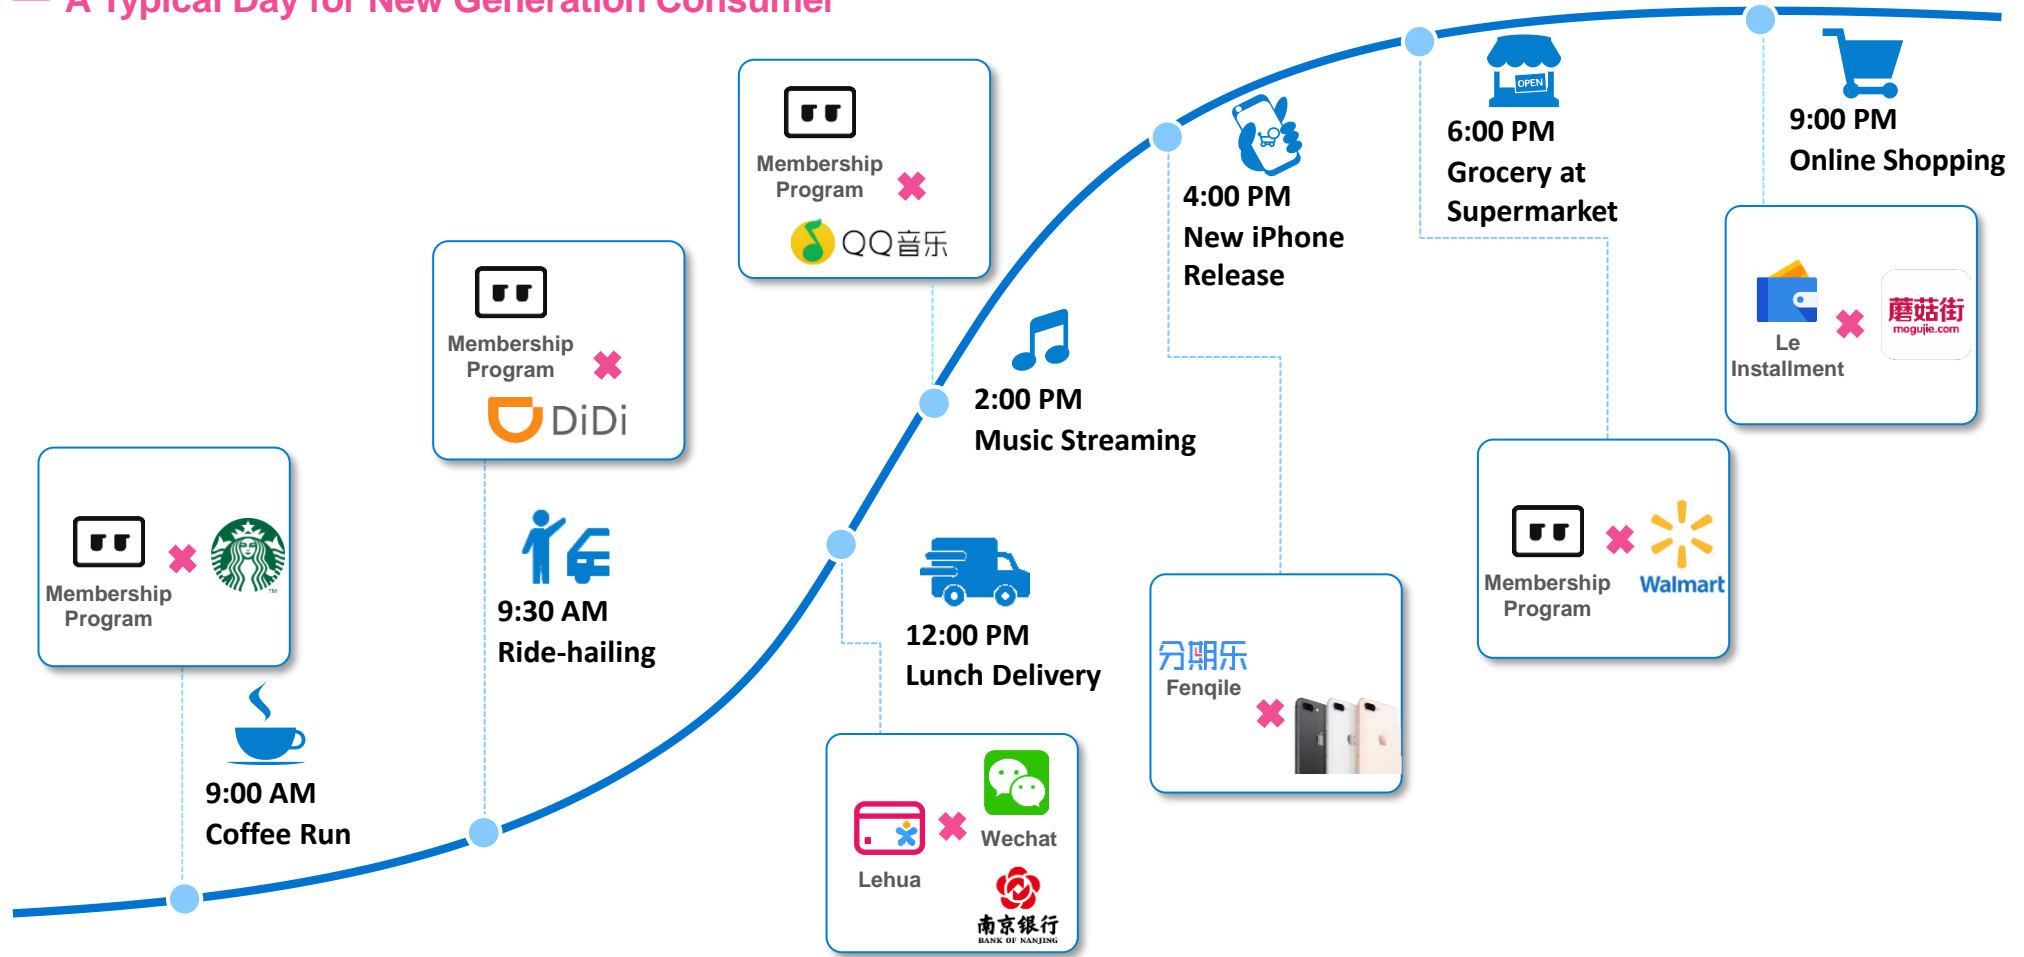 — A Typical Day for New Generation Consumer
Membership
Program
TM
9:00 AM
Coffee Run
Membership
Program
DiDi
9:30 AM
Ride-hailing
Membership
Program
QQ音乐
2:00 PM
Music Streaming
12:00 PM
Lunch Delivery
Lehua
Wechat
南京银行
BANK OF NANJING
4:00 PM
New iPhone
Release
分期乐
Fenqile
OPEN
6:00 PM
Grocery at
Supermarket
Membership
Program
Walmart
9:00 PM
Online Shopping
Le
Installment
蘑菇街
mogujie.com